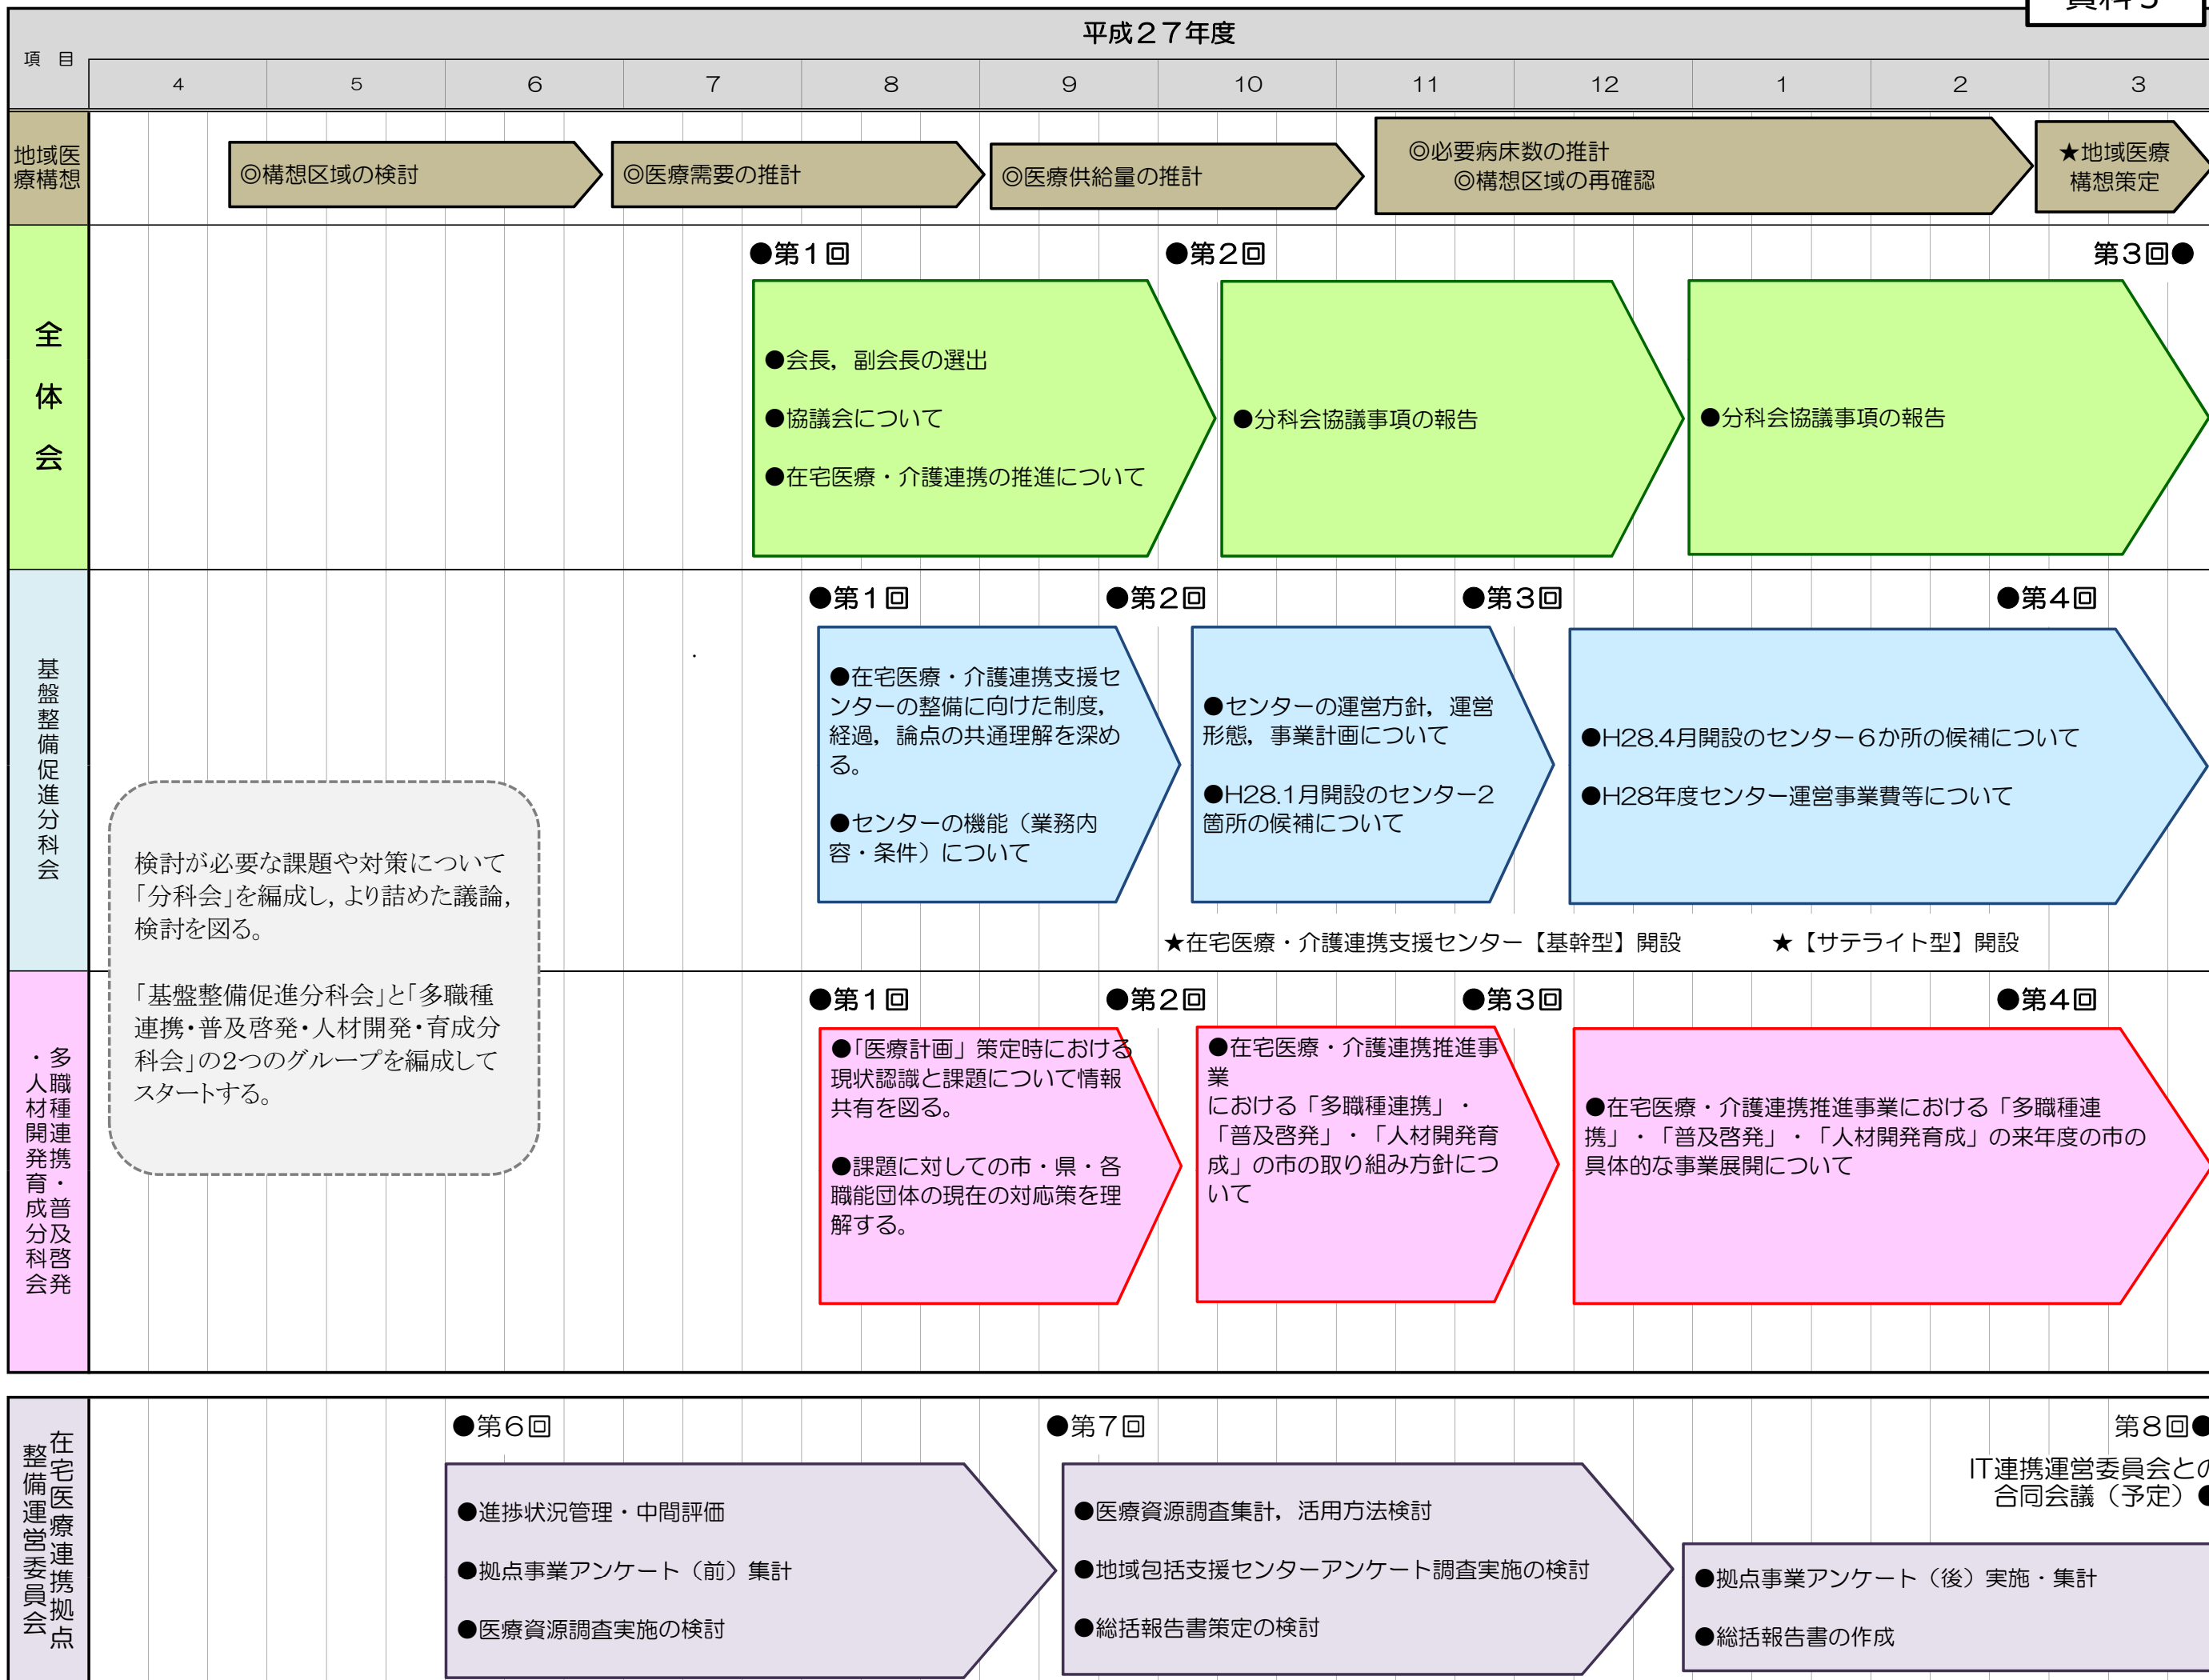 平成２７年度
項　目
4
5
6
7
8
9
10
11
12
1
2
3
地域医
療構想
◎構想区域の検討
◎医療需要の推計
◎医療供給量の推計
◎必要病床数の推計
◎構想区域の再確認
★地域医療
構想策定
全体会
●第１回
●第２回
第３回●
●会長，副会長の選出
●協議会について
●在宅医療・介護連携の推進について
●分科会協議事項の報告
●分科会協議事項の報告
基盤整備促進分科会
●第１回
●第２回
●第３回
●第４回
●在宅医療・介護連携支援セ
ンターの整備に向けた制度，
経過，論点の共通理解を深め
る。
●センターの機能（業務内
容・条件）について
●センターの運営方針，運営
形態，事業計画について
●H28.1月開設のセンター2
箇所の候補について
●H28.4月開設のセンター６か所の候補について
●H28年度センター運営事業費等について
★在宅医療・介護連携支援センター【基幹型】開設
★【サテライト型】開設
検討が必要な課題や対策について
「分科会」を編成し，より詰めた議論，
検討を図る。
「基盤整備促進分科会」と「多職種
連携・普及啓発・人材開発・育成分
科会」の2つのグループを編成して
スタートする。
多職種連携・普及啓発
・人材開発育成分科会
●第１回
●第２回
●第３回
●第４回
●「医療計画」策定時における
現状認識と課題について情報
共有を図る。
●課題に対しての市・県・各
職能団体の現在の対応策を理
解する。
●在宅医療・介護連携推進事
業
における「多職種連携」・
「普及啓発」・「人材開発育
成」の市の取り組み方針につ
いて
●在宅医療・介護連携推進事業における「多職種連
携」・「普及啓発」・「人材開発育成」の来年度の市の
具体的な事業展開について
在宅医療連携拠点
整備運営委員会
●第６回
●第７回
第８回●
IT連携運営委員会との
合同会議（予定）●
●進捗状況管理・中間評価
●拠点事業アンケート（前）集計
●医療資源調査実施の検討
●医療資源調査集計，活用方法検討
●地域包括支援センターアンケート調査実施の検討
●総括報告書策定の検討
●拠点事業アンケート（後）実施・集計
●総括報告書の作成